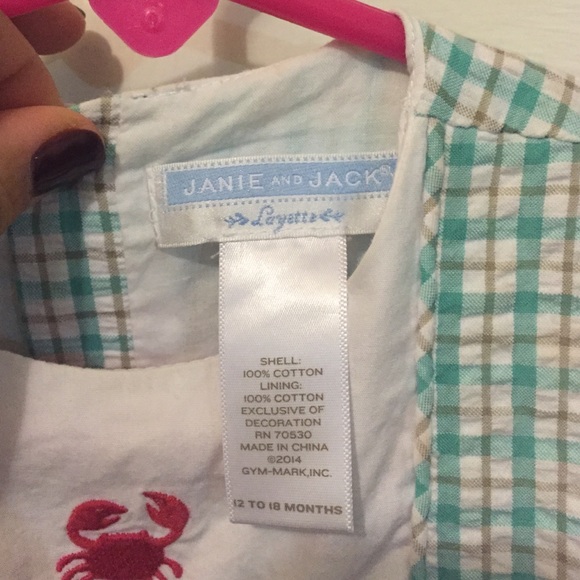 JANIE AND JACK®
Layette
SHELL:
100% COTTON
LINING:
100% COTTON
EXCLUSIVE OF
DECORATION
RN 70530
MADE IN CHINA
©2014
GYM-MARK,INC.
12 TO 18 MONTHS